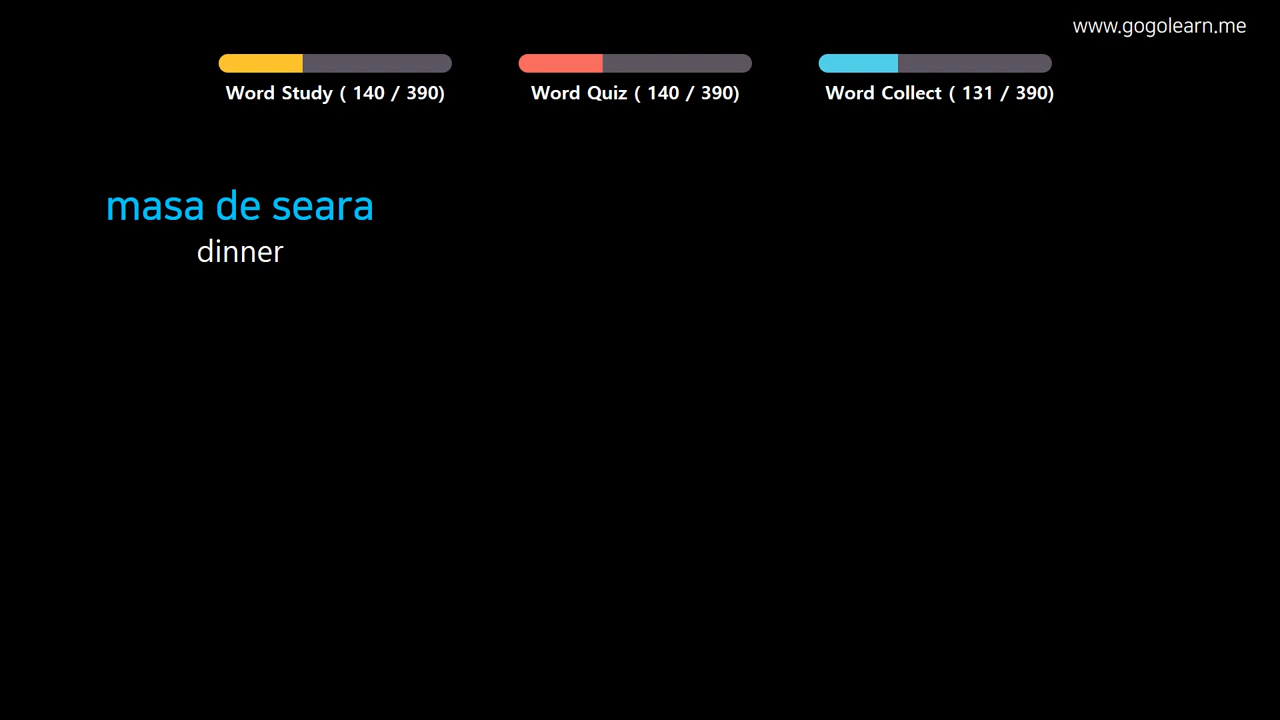 www.gogolearn.me
Word Study ( 140 / 390)
Word Quiz ( 140 / 390)
Word Collect ( 131 / 390)
masa de seara
dinner